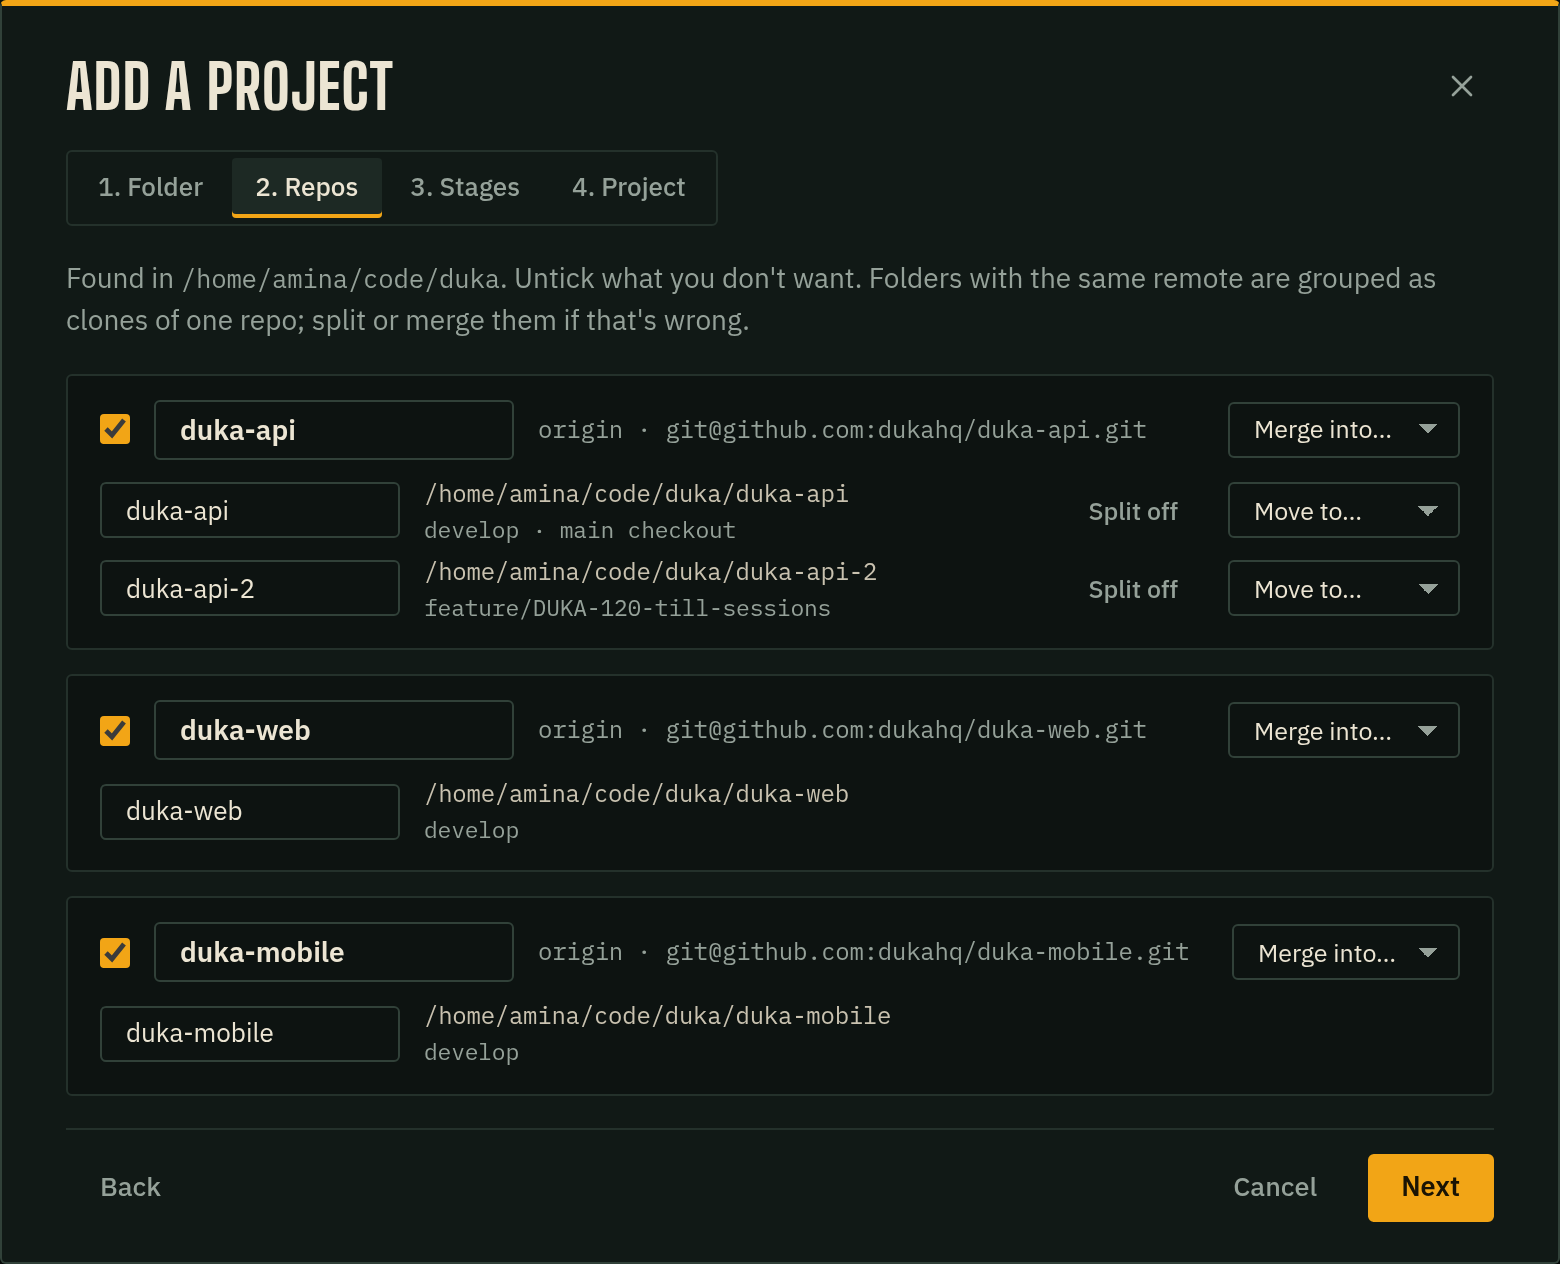 ADD A PROJECT
1. Folder
2. Repos
3. Stages
4. Project
Found in /home/amina/code/duka. Untick what you don't want. Folders with the same remote are grouped as
clones of one repo; split or merge them if that's wrong.
duka-api
origin · git@github.com:dukahq/duka-api.git
Merge into...
duka-api
/home/amina/code/duka/duka-api
develop · main checkout
Split off
Move to...
duka-api-2
/home/amina/code/duka/duka-api-2
feature/DUKA-120-till-sessions
Split off
Move to...
duka-web
origin · git@github.com:dukahq/duka-web.git
Merge into...
duka-web
/home/amina/code/duka/duka-web
develop
duka-mobile
origin · git@github.com:dukahq/duka-mobile.git
Merge into...
duka-mobile
/home/amina/code/duka/duka-mobile
develop
Back
Cancel
Next